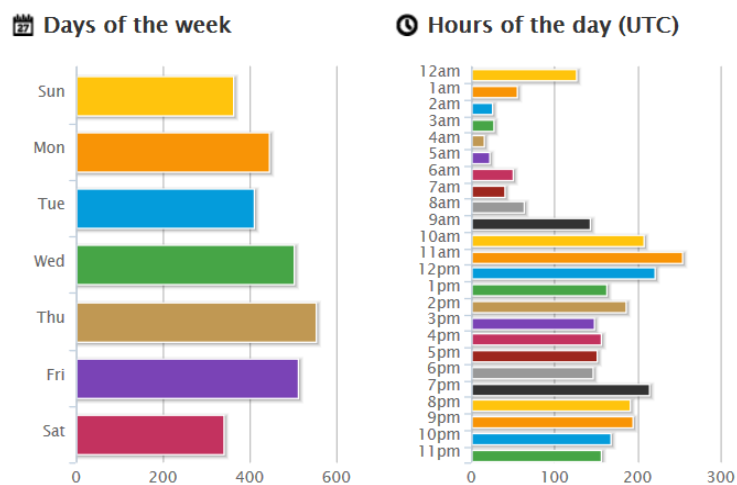 27 Days of the week
Sun
Mon
Tue
Wed
Thu
Fri
Sat
0 200 400 600
Hours of the day (UTC)
12am
1am
2am
3am
4am
5am
6am
7am
8am
9am
10am
11am
12pm
1pm
2pm
3pm
4pm
5pm
6pm
7pm
8pm
9pm
10pm
11pm
0 100 200 300